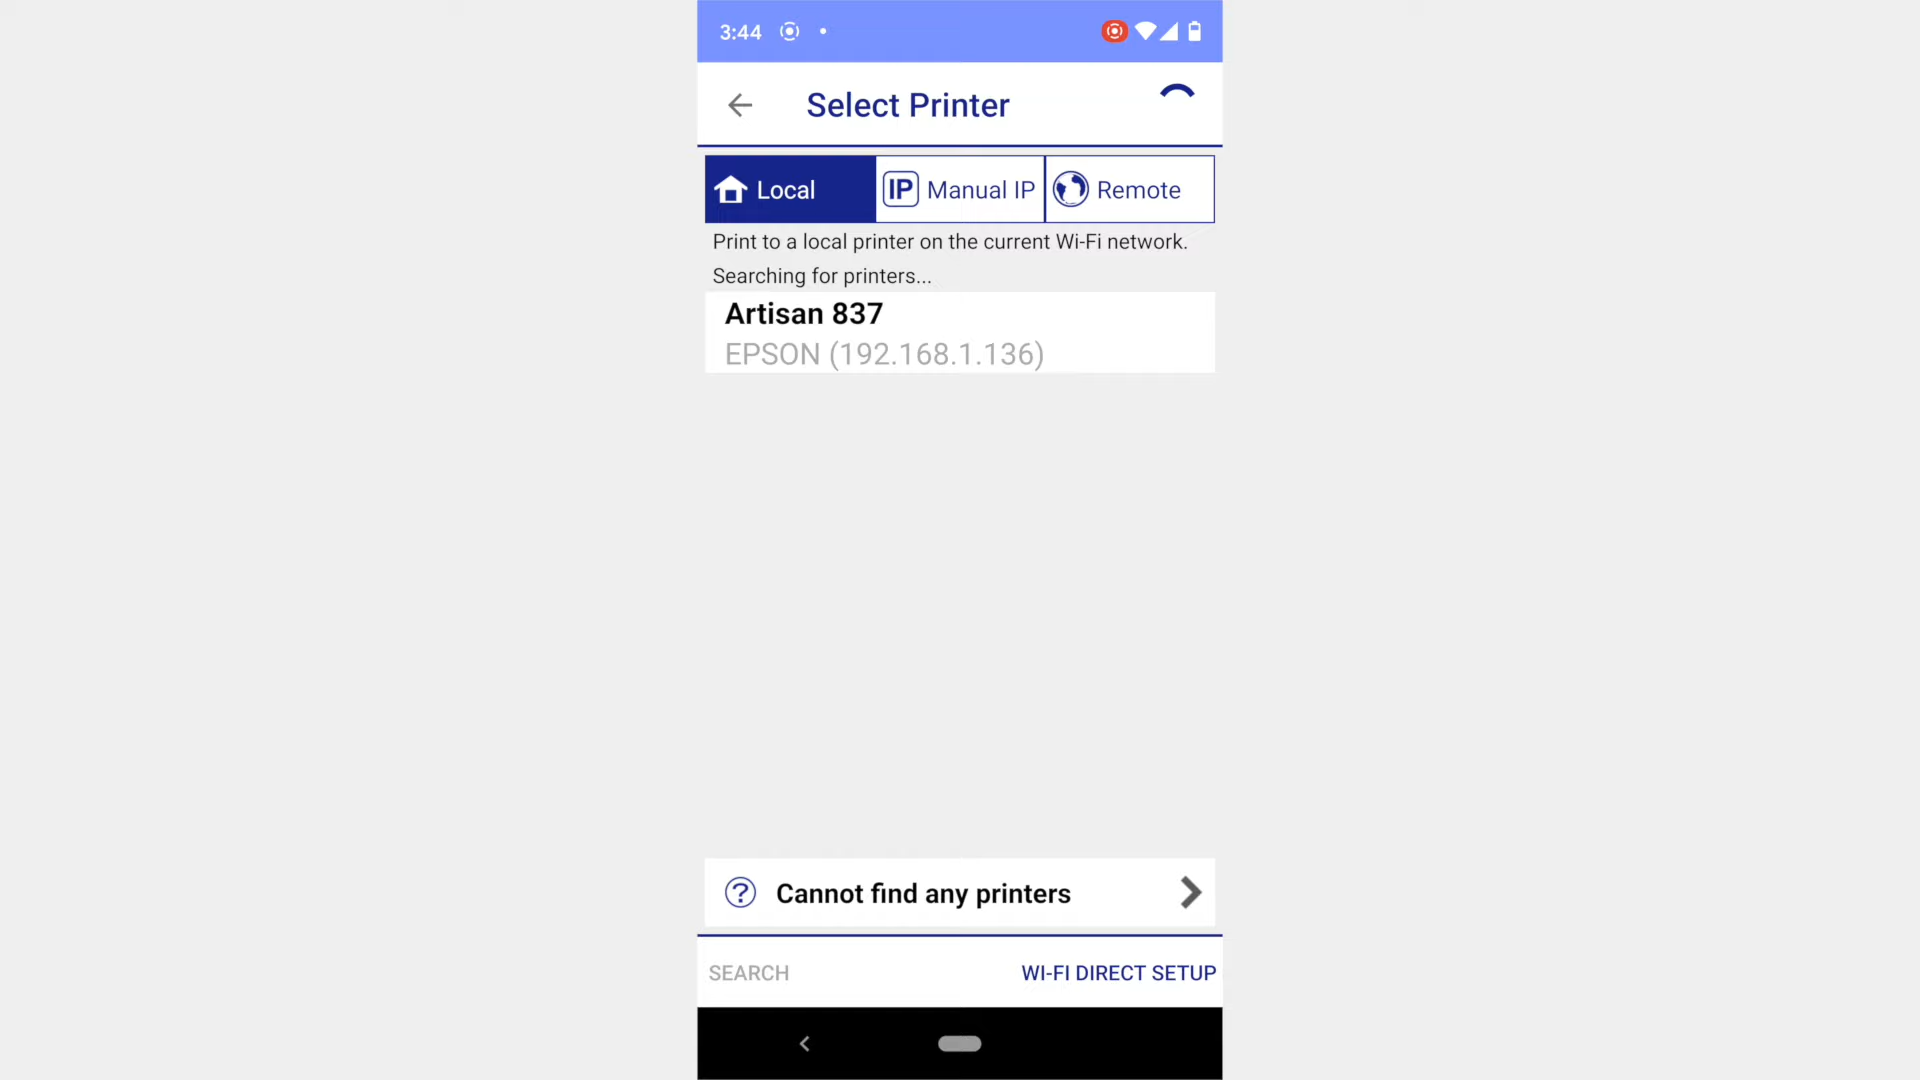 3:44
Select Printer
Local
IP Manual IP
Remote
Print to a local printer on the current Wi-Fi network.
Searching for printers...
Artisan 837
EPSON (192.168.1.136)
? Cannot find any printers
SEARCH
WI-FI DIRECT SETUP